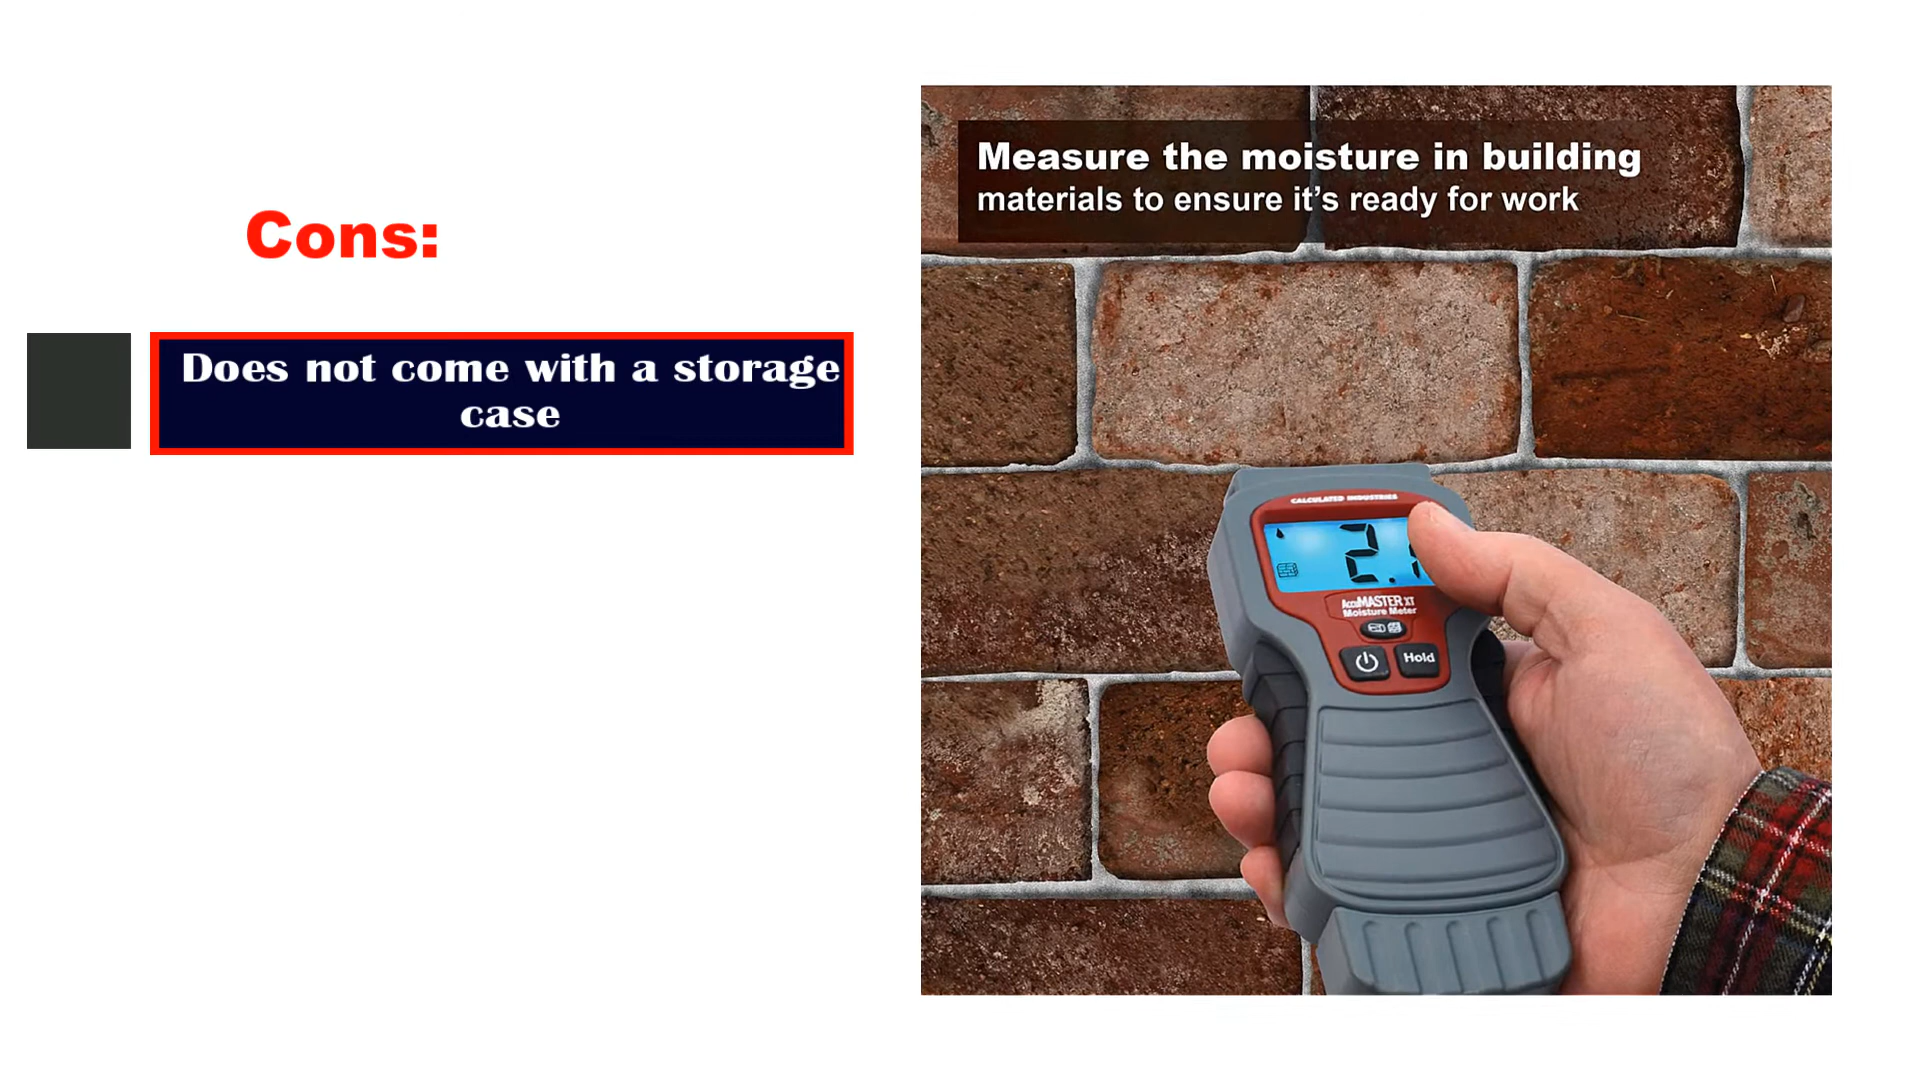 Cons:
Does not come with a storage
case
Measure the moisture in building
materials to ensure it's ready for work
CALCULATED INDUSTRIES
2.
AccuMASTER XT
Moisture Meter
Hold